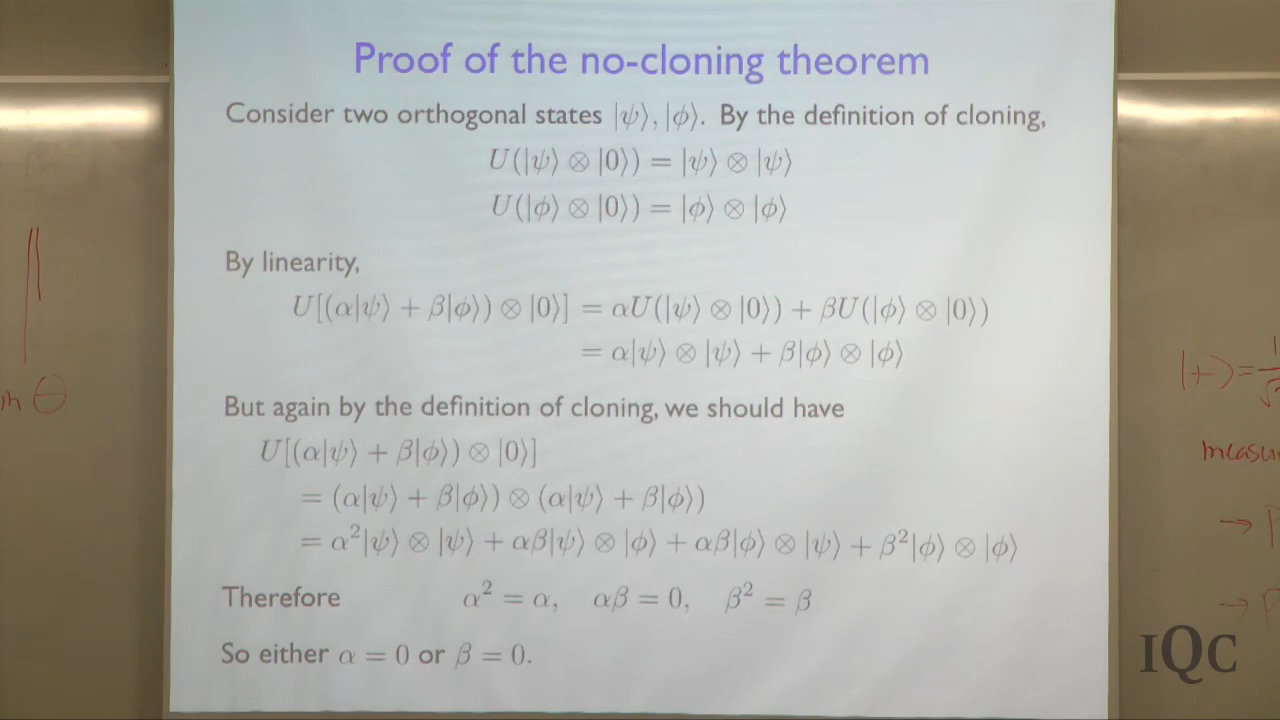 Proof of the no-cloning theorem
Consider two orthogonal states |ψ⟩, |ϕ⟩. By the definition of cloning,
U(|ψ⟩ ⊗ |0⟩) = |ψ⟩ ⊗ |ψ⟩
U(|ϕ⟩ ⊗ |0⟩) = |ϕ⟩ ⊗ |ϕ⟩
By linearity,
U[(α|ψ⟩ + β|ϕ⟩) ⊗ |0⟩] = αU(|ψ⟩ ⊗ |0⟩) + βU(|ϕ⟩ ⊗ |0⟩)
= α|ψ⟩ ⊗ |ψ⟩ + β|ϕ⟩ ⊗ |ϕ⟩
But again by the definition of cloning, we should have
U[(α|ψ⟩ + β|ϕ⟩) ⊗ |0⟩]
= (α|ψ⟩ + β|ϕ⟩) ⊗ (α|ψ⟩ + β|ϕ⟩)
= α²|ψ⟩ ⊗ |ψ⟩ + αβ|ψ⟩ ⊗ |ϕ⟩ + αβ|ϕ⟩ ⊗ |ψ⟩ + β²|ϕ⟩ ⊗ |ϕ⟩
Therefore α² = α, αβ = 0, β² = β
So either α = 0 or β = 0.
θ
|+⟩ =
measu
IQC